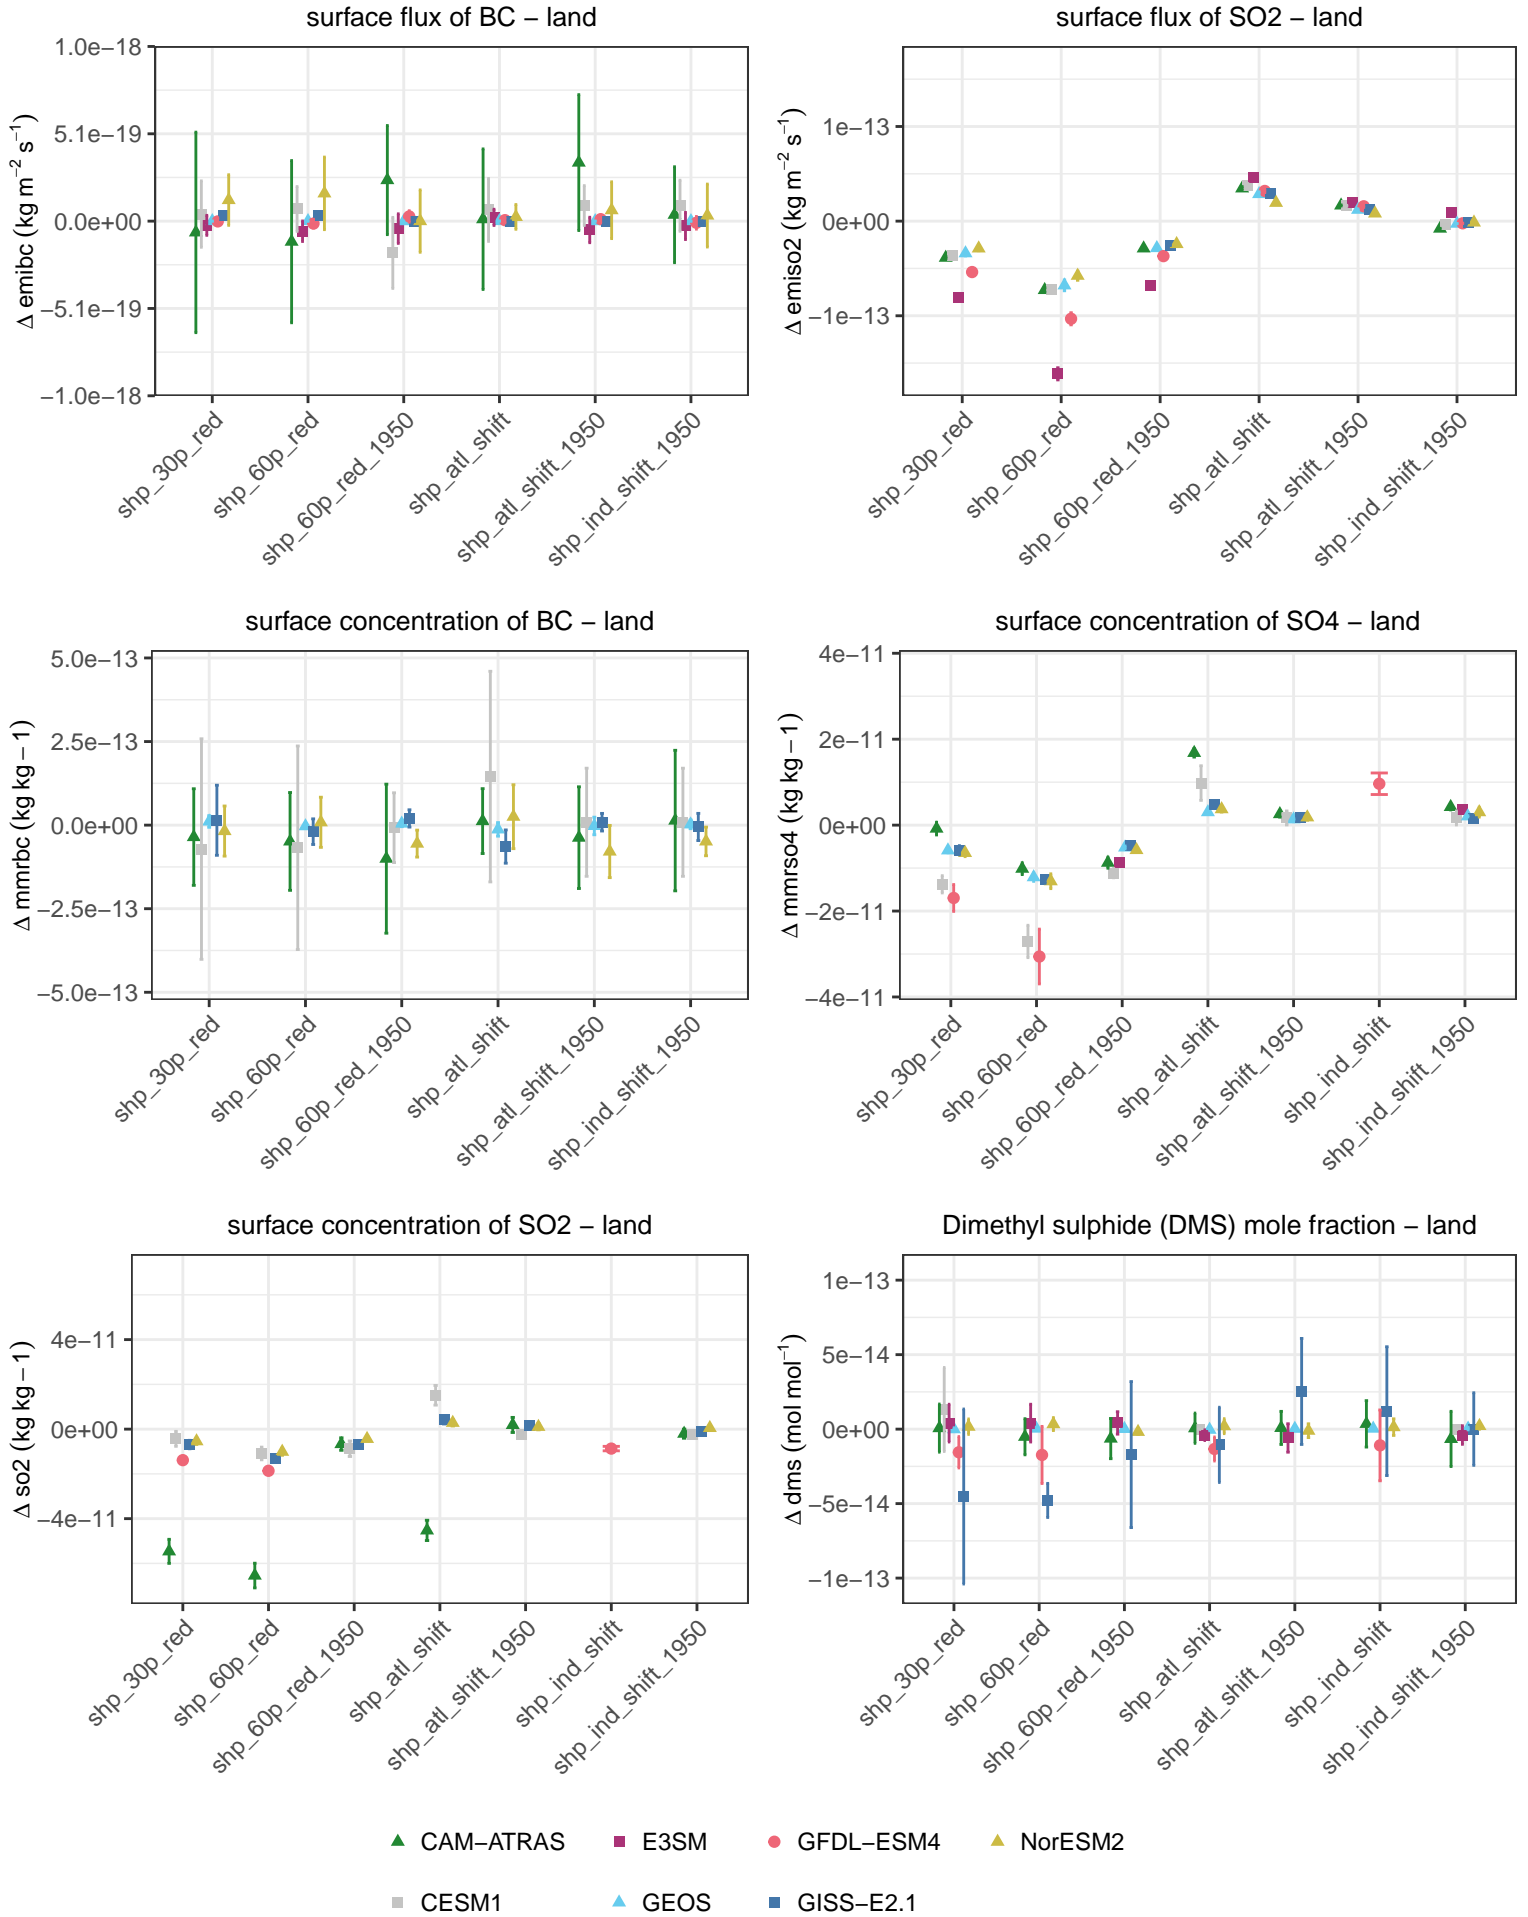 surface flux of BC − land
Δ emibc (kg m−2 s−1)
1.0e−18
5.1e−19
0.0e+00
−5.1e−19
−1.0e−18
shp_30p_red
shp_60p_red
shp_60p_red_1950
shp_atl_shift
shp_atl_shift_1950
shp_ind_shift_1950
surface flux of SO2 − land
Δ emiso2 (kg m−2 s−1)
1e−13
0e+00
−1e−13
shp_30p_red
shp_60p_red
shp_60p_red_1950
shp_atl_shift
shp_atl_shift_1950
shp_ind_shift_1950
surface concentration of BC − land
Δ mmrbc (kg kg − 1)
5.0e−13
2.5e−13
0.0e+00
−2.5e−13
−5.0e−13
shp_30p_red
shp_60p_red
shp_60p_red_1950
shp_atl_shift
shp_atl_shift_1950
shp_ind_shift_1950
surface concentration of SO4 − land
Δ mmrso4 (kg kg − 1)
4e−11
2e−11
0e+00
−2e−11
−4e−11
shp_30p_red
shp_60p_red
shp_60p_red_1950
shp_atl_shift
shp_atl_shift_1950
shp_ind_shift
shp_ind_shift_1950
surface concentration of SO2 − land
Δ so2 (kg kg − 1)
4e−11
0e+00
−4e−11
shp_30p_red
shp_60p_red
shp_60p_red_1950
shp_atl_shift
shp_atl_shift_1950
shp_ind_shift
shp_ind_shift_1950
Dimethyl sulphide (DMS) mole fraction − land
Δ dms (mol mol−1)
1e−13
5e−14
0e+00
−5e−14
−1e−13
shp_30p_red
shp_60p_red
shp_60p_red_1950
shp_atl_shift
shp_atl_shift_1950
shp_ind_shift
shp_ind_shift_1950
CAM−ATRAS E3SM GFDL−ESM4 NorESM2
CESM1 GEOS GISS−E2.1